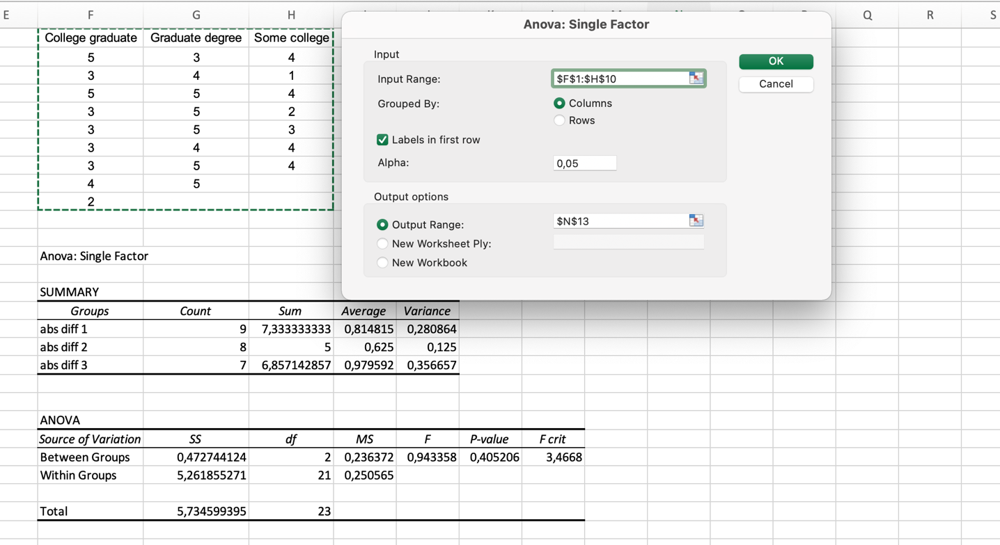 E F G H Q R S
Anova: Single Factor
College graduate Graduate degree Some college
Input
5 3 4
OK
3 4 1
Input Range: $F$1:$H$10
Cancel
5 5 4
Grouped By: Columns
3 5 2
Rows
3 5 3
Labels in first row
3 4 4
Alpha: 0,05
3 5 4
4 5
Output options
2
Output Range: $N$13
New Worksheet Ply:
New Workbook
Anova: Single Factor
SUMMARY
Groups Count Sum Average Variance
abs diff 1 9 7,333333333 0,814815 0,280864
abs diff 2 8 5 0,625 0,125
abs diff 3 7 6,857142857 0,979592 0,356657
ANOVA
Source of Variation SS df MS F P-value F crit
Between Groups 0,472744124 2 0,236372 0,943358 0,405206 3,4668
Within Groups 5,261855271 21 0,250565
Total 5,734599395 23